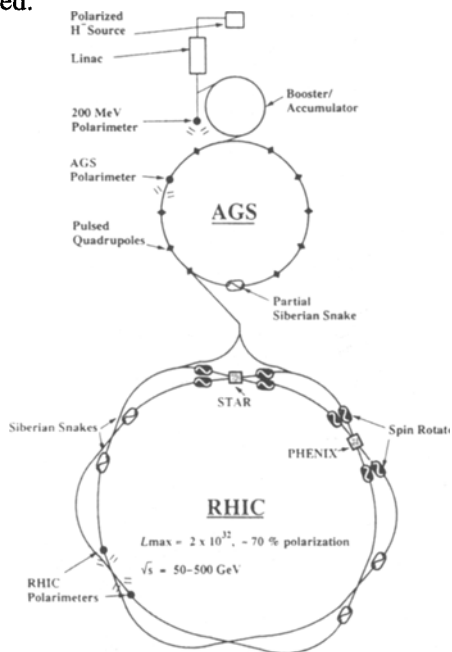 ed.
Polarized
H⁻ Source
Linac
Booster/
Accumulator
200 MeV
Polarimeter
AGS
Polarimeter
AGS
Pulsed
Quadrupoles
Partial
Siberian Snake
STAR
Siberian Snakes
Spin Rotat
PHENIX
RHIC
Lmax = 2 x 10³², ~ 70 % polarization
√s = 50-500 GeV
RHIC
Polarimeters